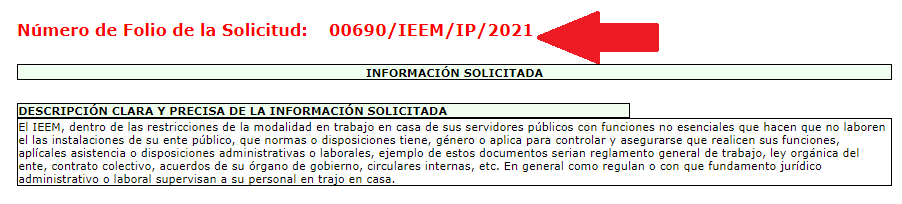 Número de Folio de la Solicitud: 00690/IEEM/IP/2021
INFORMACIÓN SOLICITADA
DESCRIPCIÓN CLARA Y PRECISA DE LA INFORMACIÓN SOLICITADA
El IEEM, dentro de las restricciones de la modalidad en trabajo en casa de sus servidores públicos con funciones no esenciales que hacen que no laboren
el las instalaciones de su ente público, que normas o disposiciones tiene, género o aplica para controlar y asegurarse que realicen sus funciones,
aplícales asistencia o disposiciones administrativas o laborales, ejemplo de estos documentos serian reglamento general de trabajo, ley orgánica del
ente, contrato colectivo, acuerdos de su órgano de gobierno, circulares internas, etc. En general como regulan o con que fundamento jurídico
administrativo o laboral supervisan a su personal en trajo en casa.